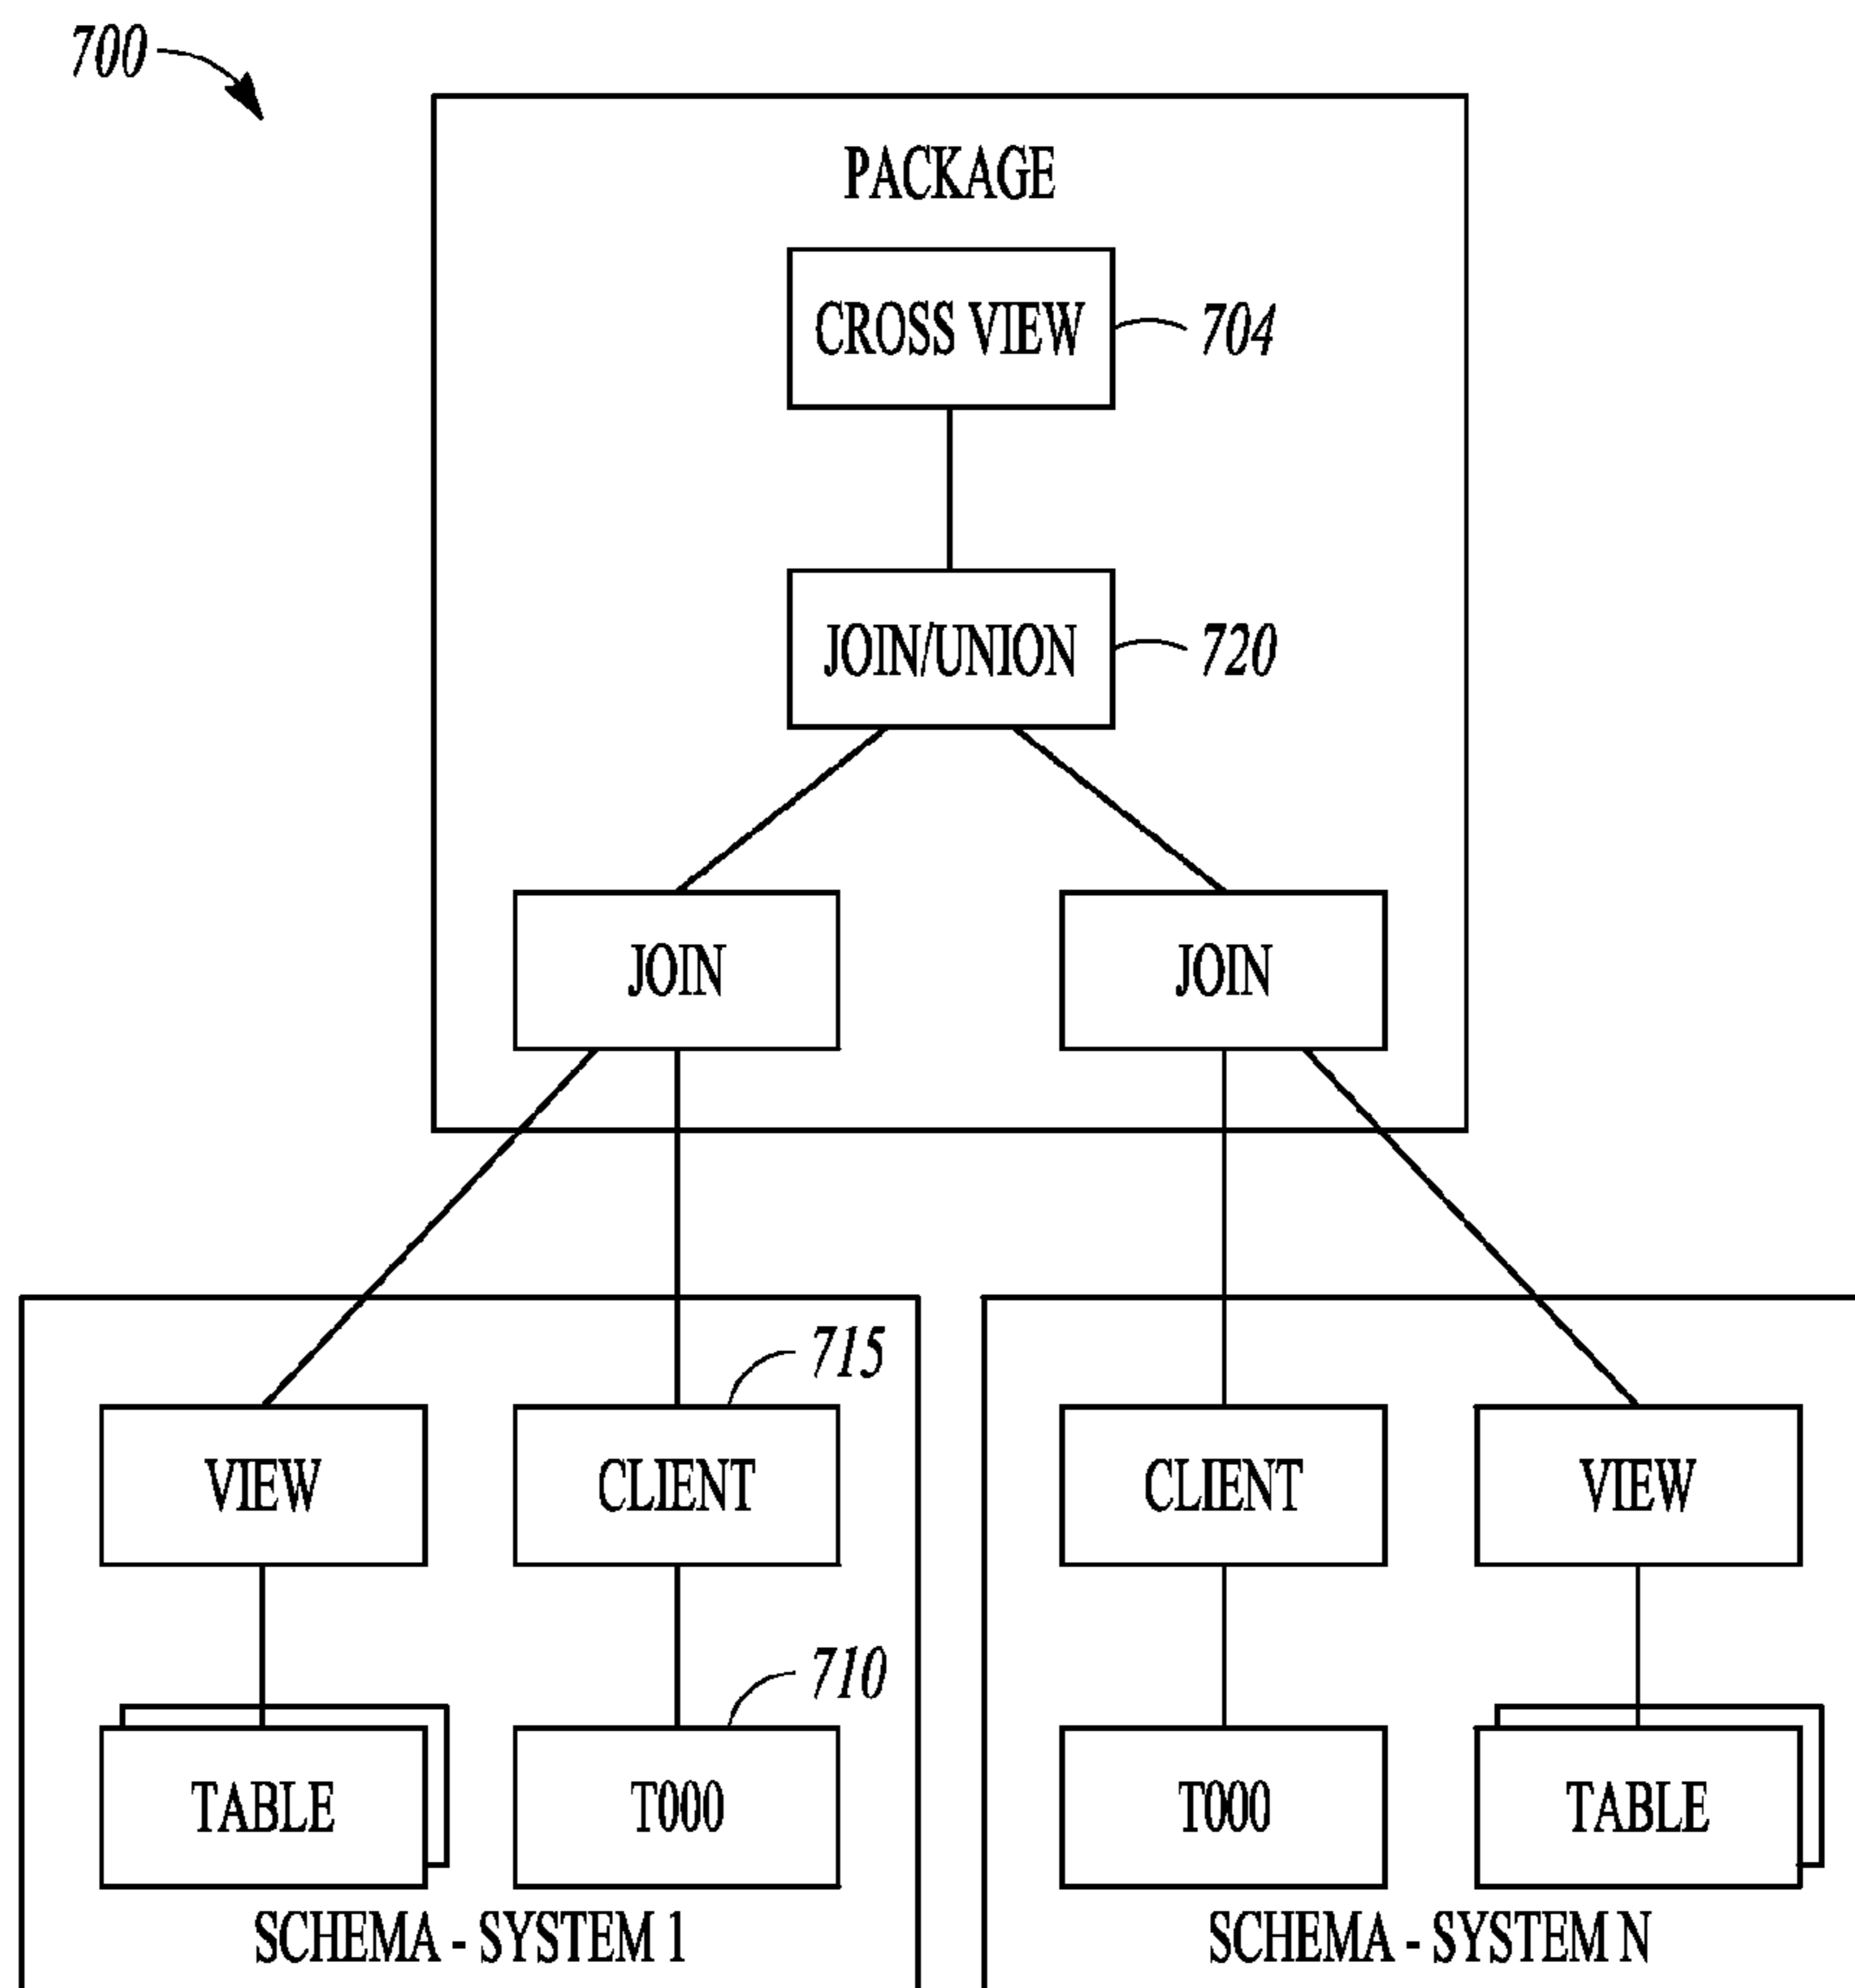 700
PACKAGE
CROSS VIEW
704
JOIN/UNION
720
JOIN
JOIN
715
VIEW
CLIENT
CLIENT
VIEW
710
TABLE
T000
T000
TABLE
SCHEMA - SYSTEM 1
SCHEMA - SYSTEM N